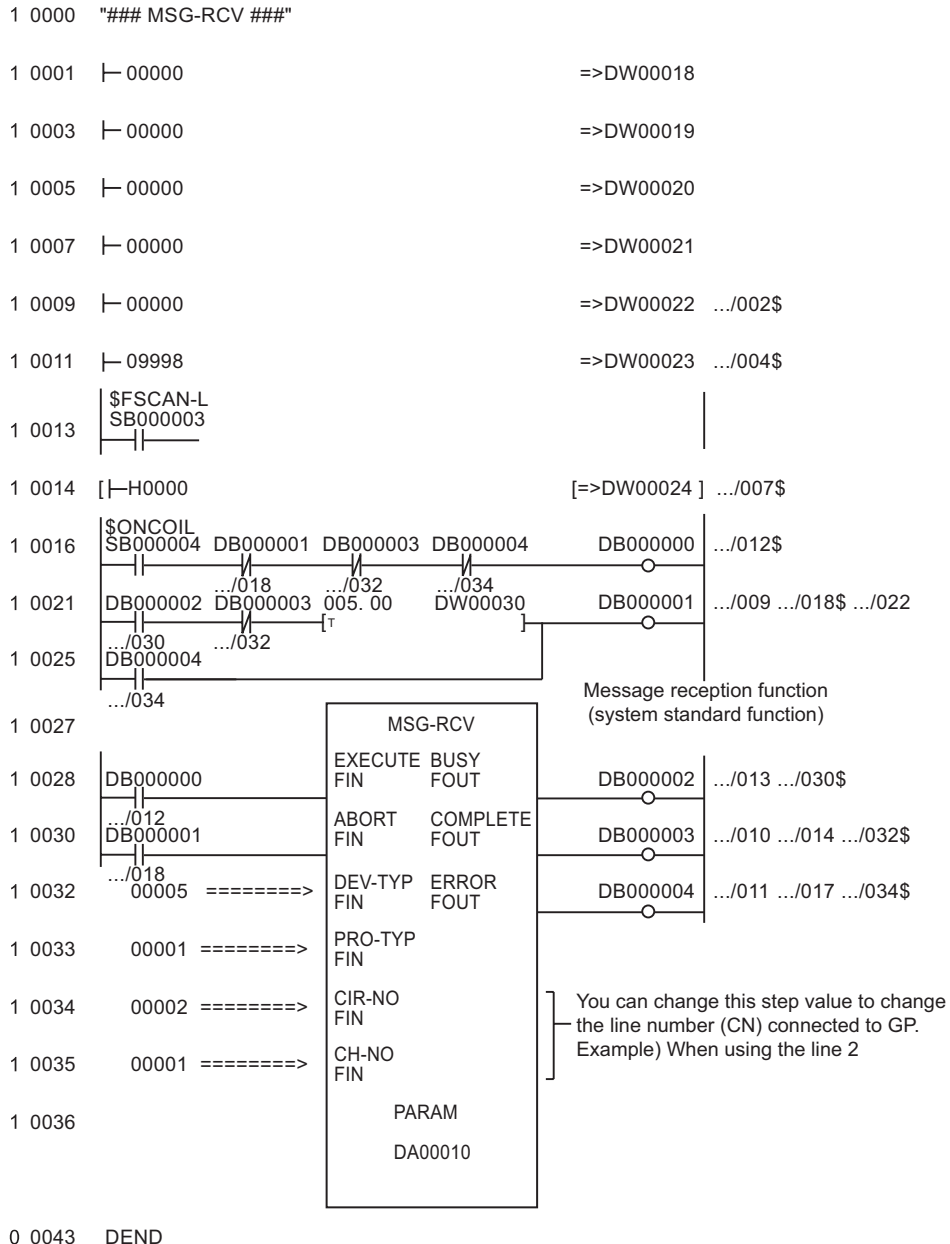 1 0000 "### MSG-RCV ###"
1 0001 00000 =>DW00018
1 0003 00000 =>DW00019
1 0005 00000 =>DW00020
1 0007 00000 =>DW00021
1 0009 00000 =>DW00022 .../002$
1 0011 09998 =>DW00023 .../004$
$FSCAN-L
1 0013 SB000003
1 0014 [ H0000 [=>DW00024 ] .../007$
$ONCOIL
1 0016 SB000004 DB000001 DB000003 DB000004 DB000000 .../012$
.../018 .../032 .../034
1 0021 DB000002 DB000003 005. 00 DW00030 DB000001 .../009 .../018$ .../022
[T ]
.../030 .../032
1 0025 DB000004
.../034
Message reception function
(system standard function)
1 0027 MSG-RCV
EXECUTE BUSY
1 0028 DB000000 FIN FOUT DB000002 .../013 .../030$
.../012
ABORT COMPLETE
1 0030 DB000001 FIN FOUT DB000003 .../010 .../014 .../032$
.../018
DEV-TYP ERROR
1 0032 00005 ========> FIN FOUT DB000004 .../011 .../017 .../034$
PRO-TYP
1 0033 00001 ========> FIN
CIR-NO
1 0034 00002 ========> FIN
CH-NO
1 0035 00001 ========> FIN
You can change this step value to change
the line number (CN) connected to GP.
Example) When using the line 2
1 0036 PARAM
DA00010
0 0043 DEND